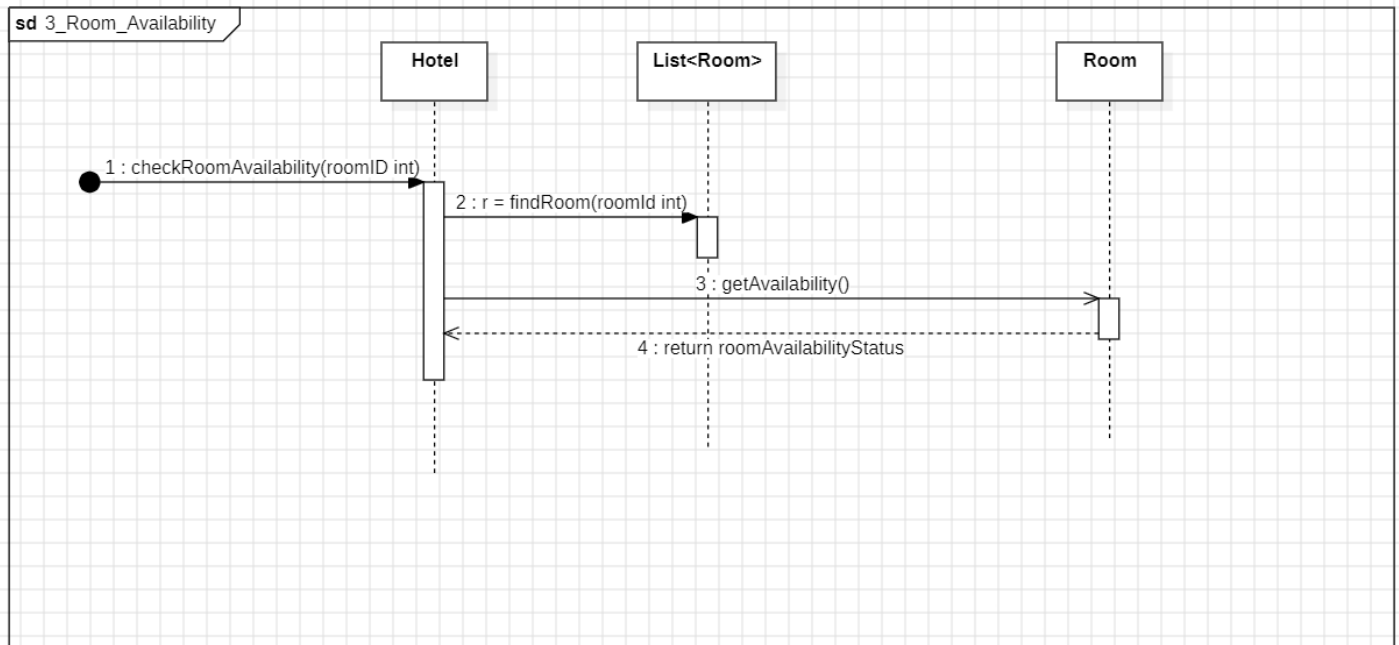 sd 3_Room_Availability
Hotel
List<Room>
Room
1 : checkRoomAvailability(roomID int)
2 : r = findRoom(roomId int)
3 : getAvailability()
4 : return roomAvailabilityStatus